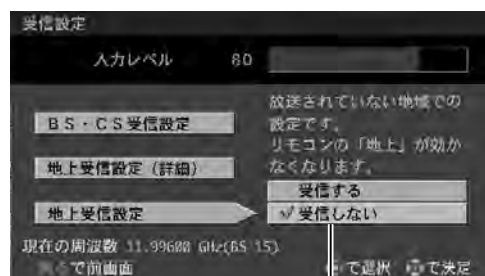 受信設定
入力レベル 80
放送されていない地域での
設定です。
リモコンの「地上」が効か
なくなります。
BS・CS受信設定
地上受信設定（詳細）
地上受信設定
受信する
✓受信しない
現在の周波数 11.99600 GHz(BS 15)
で前画面
で選択 で決定